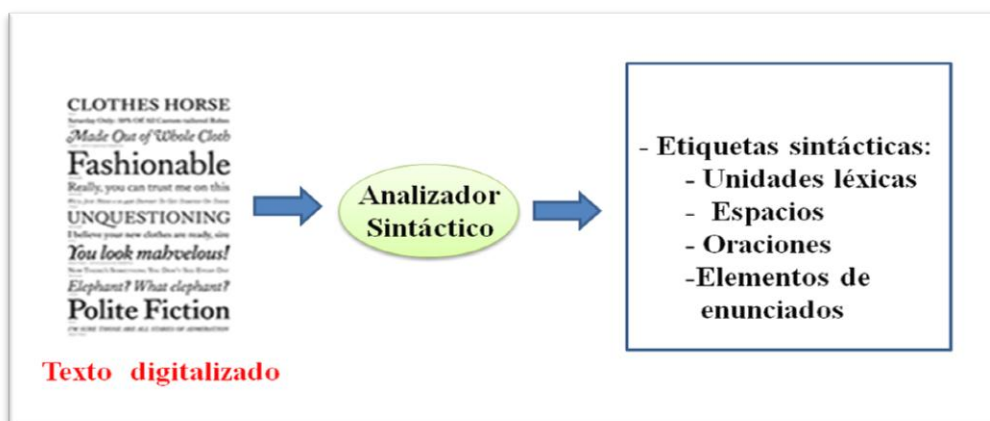 CLOTHES HORSE
Made Out of Whole Cloth
Fashionable
Really, you can trust me on this
UNQUESTIONING
I believe your new clothes are ready, sire
You look mahvelous!
Elephant? What elephant?
Polite Fiction
Texto digitalizado
Analizador
Sintáctico
- Etiquetas sintácticas:
- Unidades léxicas
- Espacios
- Oraciones
-Elementos de
enunciados